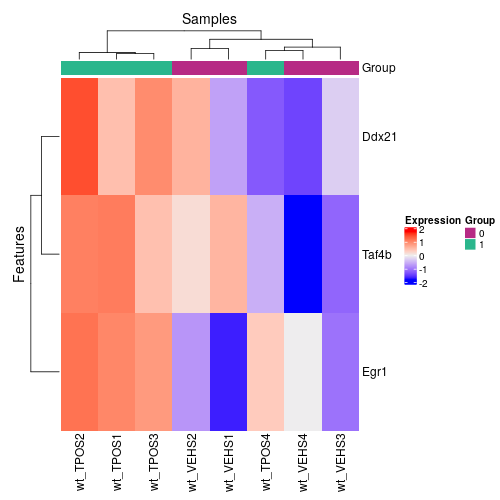 Samples
Group
Ddx21
Taf4b
Egr1
Features
wt_TPOS2
wt_TPOS1
wt_TPOS3
wt_VEHS2
wt_VEHS1
wt_TPOS4
wt_VEHS4
wt_VEHS3
Expression
2
1
0
-1
-2
Group
0
1